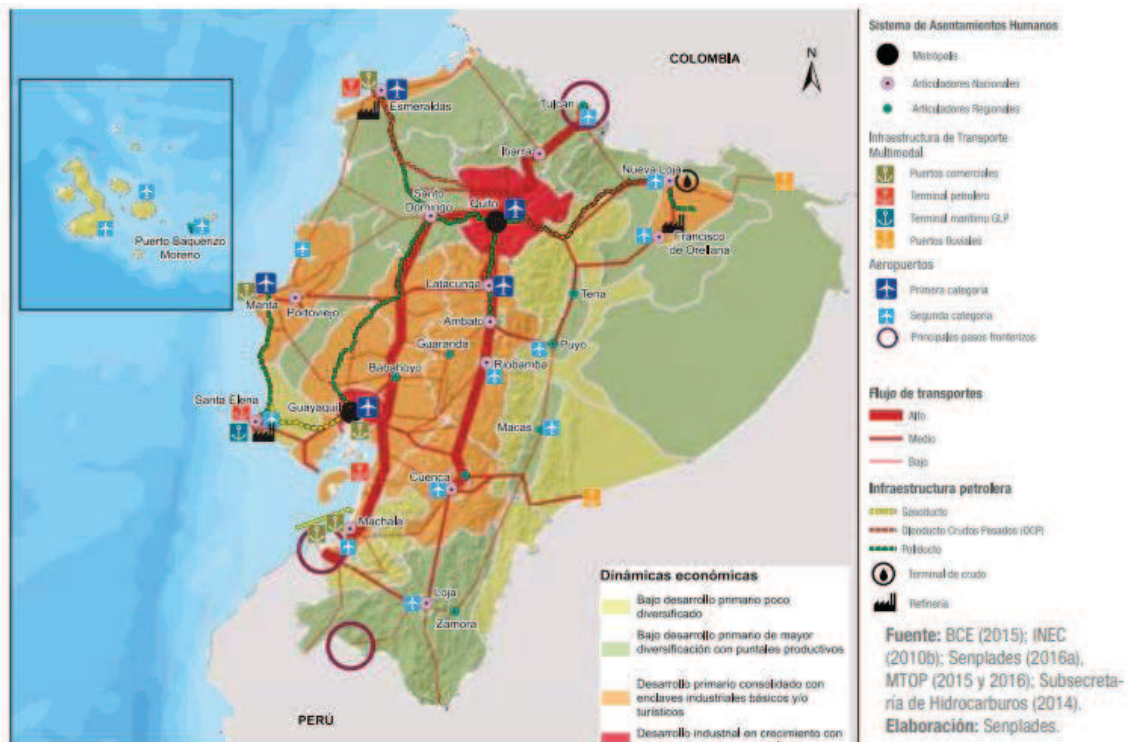 COLOMBIA
N
Esmeraldas
Tulcán
Ibarra
Nueva Loja
Santo
Domingo
Quito
Francisco
de Orellana
Puerto Baquerizo
Moreno
Latacunga
Tena
Manta
Portoviejo
Ambato
Guaranda
Puyo
Riobamba
Babahoyo
Santa Elena
Guayaquil
Macas
Cuenca
Machala
Loja
Zamora
PERÚ
Dinámicas económicas
Bajo desarrollo primario poco
diversificado
Bajo desarrollo primario de mayor
diversificación con puntales productivos
Desarrollo primario consolidado con
enclaves industriales básicos y/o
turísticos
Desarrollo industrial en crecimiento con
Sistema de Asentamientos Humanos
Metrópolis
Articuladores Nacionales
Articuladores Regionales
Infraestructura de Transporte
Multimodal
Puertos comerciales
Terminal petrolero
Terminal marítimo GLP
Puertos fluviales
Aeropuertos
Primera categoría
Segunda categoría
Principales pasos fronterizos
Flujo de transportes
Alto
Medio
Bajo
Infraestructura petrolera
Gasoducto
Oleoducto Crudos Pesados (OCP)
Poliducto
Terminal de crudo
Refinería
Fuente: BCE (2015); INEC
(2010b); Senplades (2016a),
MTOP (2015 y 2016); Subsecreta-
ría de Hidrocarburos (2014).
Elaboración: Senplades.